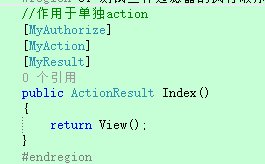 //作用于单独action
[MyAuthorize]
[MyAction]
[MyResult]
0 个引用
public ActionResult Index()
{
return View();
}
#endregion